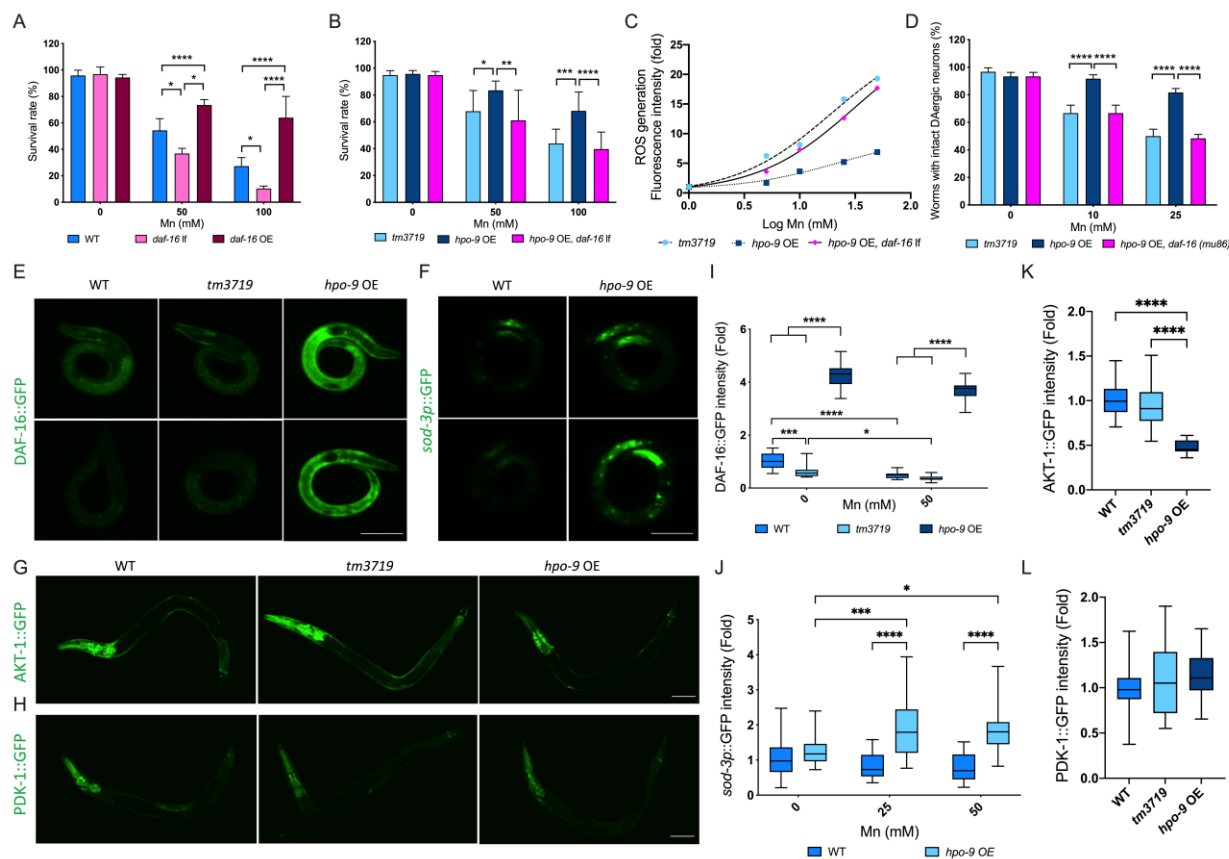 A
Survival rate (%)
120
100
80
60
40
20
0
****
****
*
*
****
*
0
50
100
Mn (mM)
WT
daf-16 lf
daf-16 OE
B
Survival rate (%)
120
100
80
60
40
20
0
*
**
***
****
0
50
100
Mn (mM)
tm3719
hpo-9 OE
hpo-9 OE, daf-16 lf
C
ROS generation
Fluorescence intensity (fold)
25
20
15
10
5
0
0.0
0.5
1.0
1.5
2.0
Log Mn (mM)
tm3719
hpo-9 OE
hpo-9 OE, daf-16 lf
D
Worms with intact DAergic neurons (%)
120
100
80
60
40
20
0
****
****
****
****
0
10
25
Mn (mM)
tm3719
hpo-9 OE
hpo-9 OE, daf-16 (mu86)
E
WT
tm3719
hpo-9 OE
DAF-16::GFP
F
WT
hpo-9 OE
sod-3p::GFP
G
WT
tm3719
hpo-9 OE
AKT-1::GFP
H
PDK-1::GFP
I
DAF-16::GFP intensity (Fold)
6
4
2
0
****
****
****
***
*
0
50
Mn (mM)
WT
tm3719
hpo-9 OE
J
sod-3p::GFP intensity (Fold)
5
4
3
2
1
0
*
***
****
****
0
25
50
Mn (mM)
WT
hpo-9 OE
K
AKT-1::GFP intensity (Fold)
2.0
1.5
1.0
0.5
0.0
****
****
WT
tm3719
hpo-9 OE
L
PDK-1::GFP intensity (Fold)
2.0
1.5
1.0
0.5
0.0
WT
tm3719
hpo-9 OE